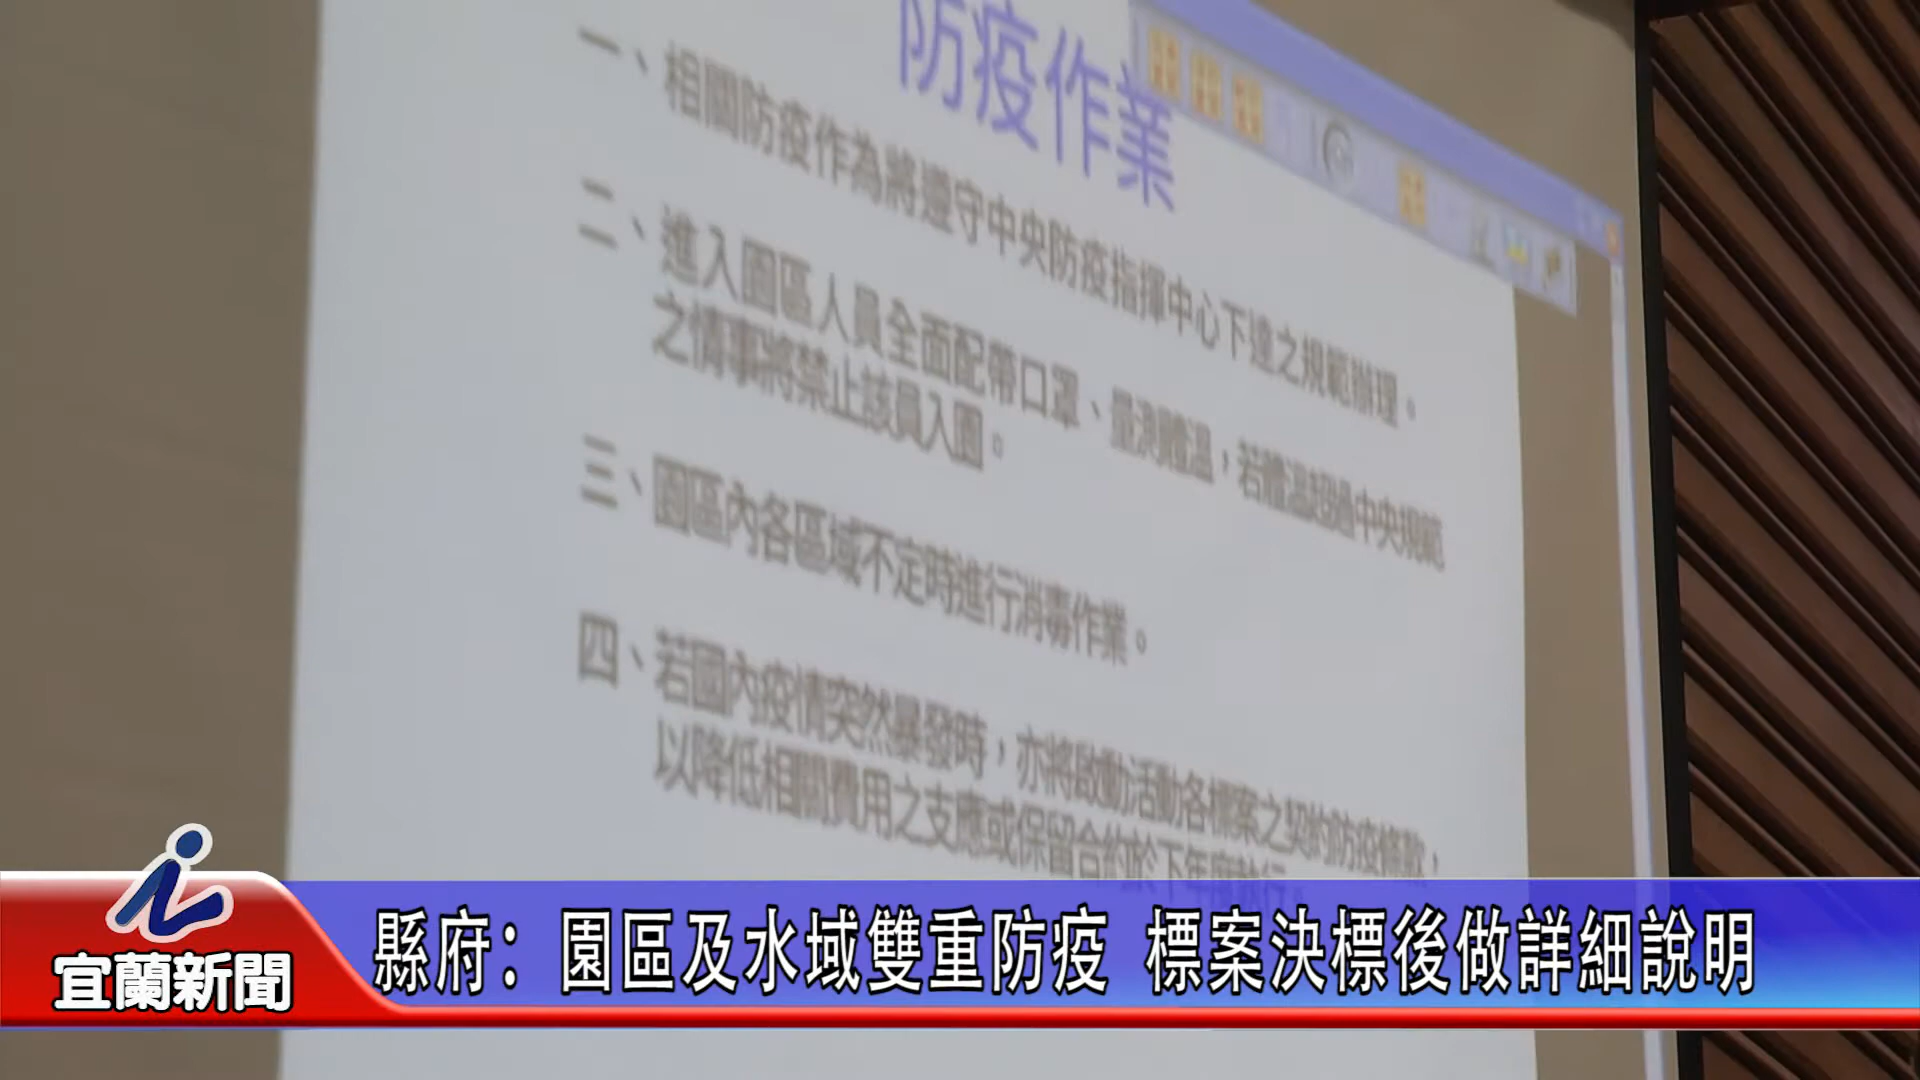 防疫作業
一、相關防疫作為將遵守中央防疫指揮中心下達之規範辦理。
二、進入園區人員全面配帶口罩、量測體溫,若體溫超過中央規範
之情事將禁止該員入園。
三、園區內各區域不定時進行消毒作業。
四、若國內疫情突然暴發時,亦將啟動活動各標案之契約防疫條款,
以降低相關費用之支應或保留合約於下年度執行。
宜蘭新聞
縣府：園區及水域雙重防疫 標案決標後做詳細說明